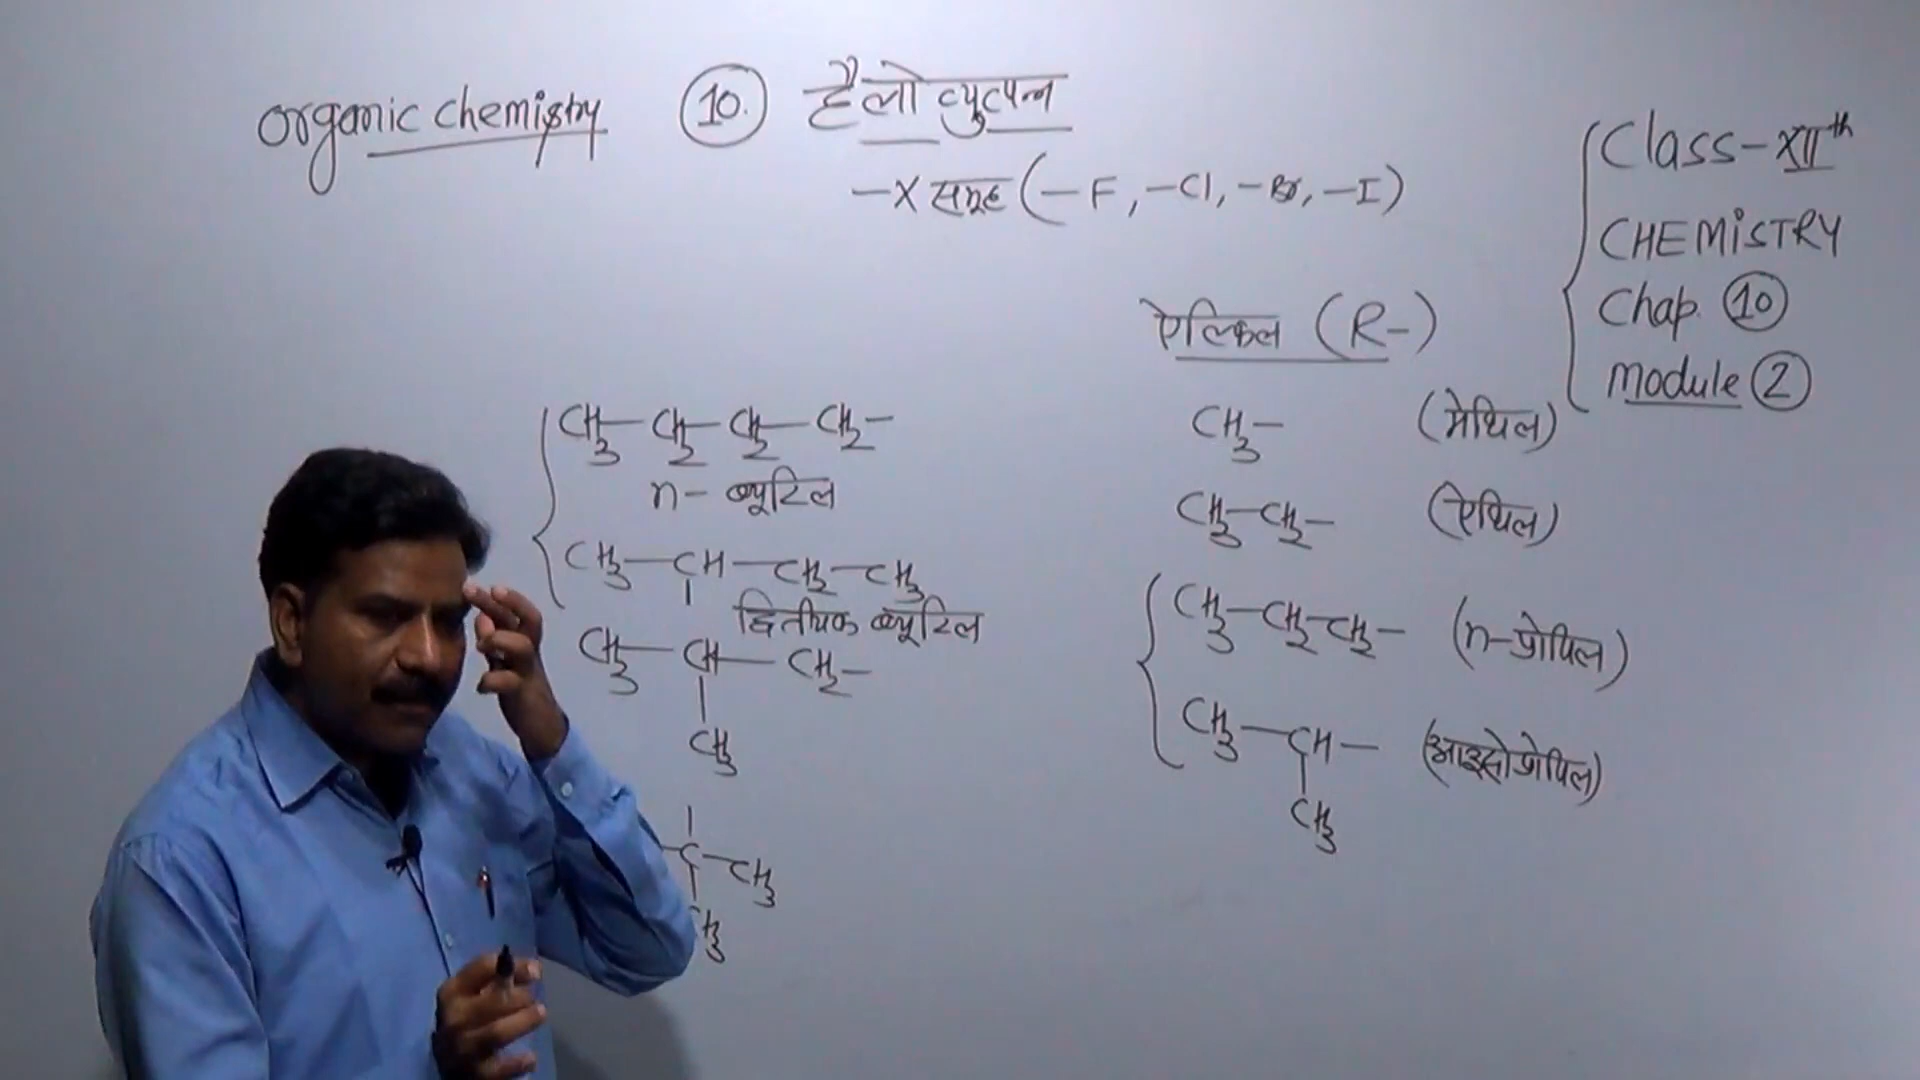 organic chemistry 10. हैलो व्युत्पन्न
-X समूह (-F, -Cl, -Br, -I)
Class-XIIth
CHEMISTRY
Chap. 10
module 2
ऐल्किल (R-)
CH3- (मेथिल)
CH3-CH2- (ऐथिल)
CH3-CH2-CH2- (n-प्रोपिल)
CH3-CH- (आइसोप्रोपिल)
CH3
CH3-CH2-CH2-CH2-
n- ब्यूटिल
CH3-CH-CH2-CH3
द्वितीयक ब्यूटिल
CH3-CH-CH2-
CH3
-C-CH3
CH3